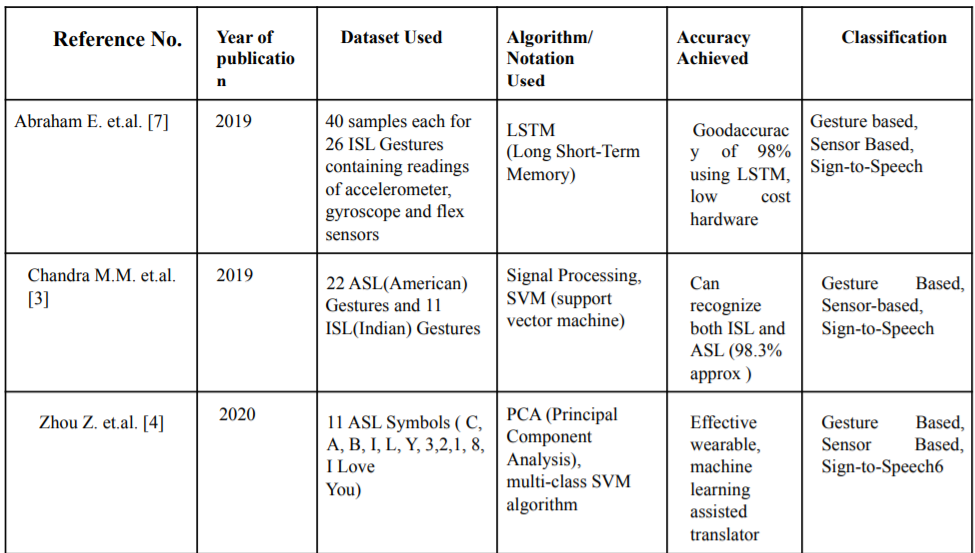 Reference No.
Year of
publicatio
n
Dataset Used
Algorithm/
Notation
Used
Accuracy
Achieved
Classification
Abraham E. et.al. [7]
2019
40 samples each for
26 ISL Gestures
containing readings
of accelerometer,
gyroscope and flex
sensors
LSTM
(Long Short-Term
Memory)
Goodaccurac
y of 98%
using LSTM,
low cost
hardware
Gesture based,
Sensor Based,
Sign-to-Speech
Chandra M.M. et.al.
[3]
2019
22 ASL(American)
Gestures and 11
ISL(Indian) Gestures
Signal Processing,
SVM (support
vector machine)
Can
recognize
both ISL and
ASL (98.3%
approx )
Gesture Based,
Sensor-based,
Sign-to-Speech
Zhou Z. et.al. [4]
2020
11 ASL Symbols ( C,
A, B, I, L, Y, 3,2,1, 8,
I Love
You)
PCA (Principal
Component
Analysis),
multi-class SVM
algorithm
Effective
wearable,
machine
learning
assisted
translator
Gesture Based,
Sensor Based,
Sign-to-Speech6